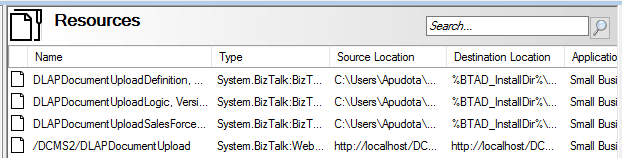 Resources
Search...
Name Type Source Location Destination Location Applicatio
DLAPDocumentUploadDefinition, ... System.BizTalk:BizT... C:\Users\Apudota\... %BTAD_InstallDir%\... Small Busi
DLAPDocumentUploadLogic, Versi... System.BizTalk:BizT... C:\Users\Apudota\... %BTAD_InstallDir%\... Small Busi
DLAPDocumentUploadSalesForce... System.BizTalk:BizT... C:\Users\Apudota\... %BTAD_InstallDir%\... Small Busi
/DCMS2/DLAPDocumentUpload System.BizTalk:Web... http://localhost/DC... http://localhost/DC... Small Busi